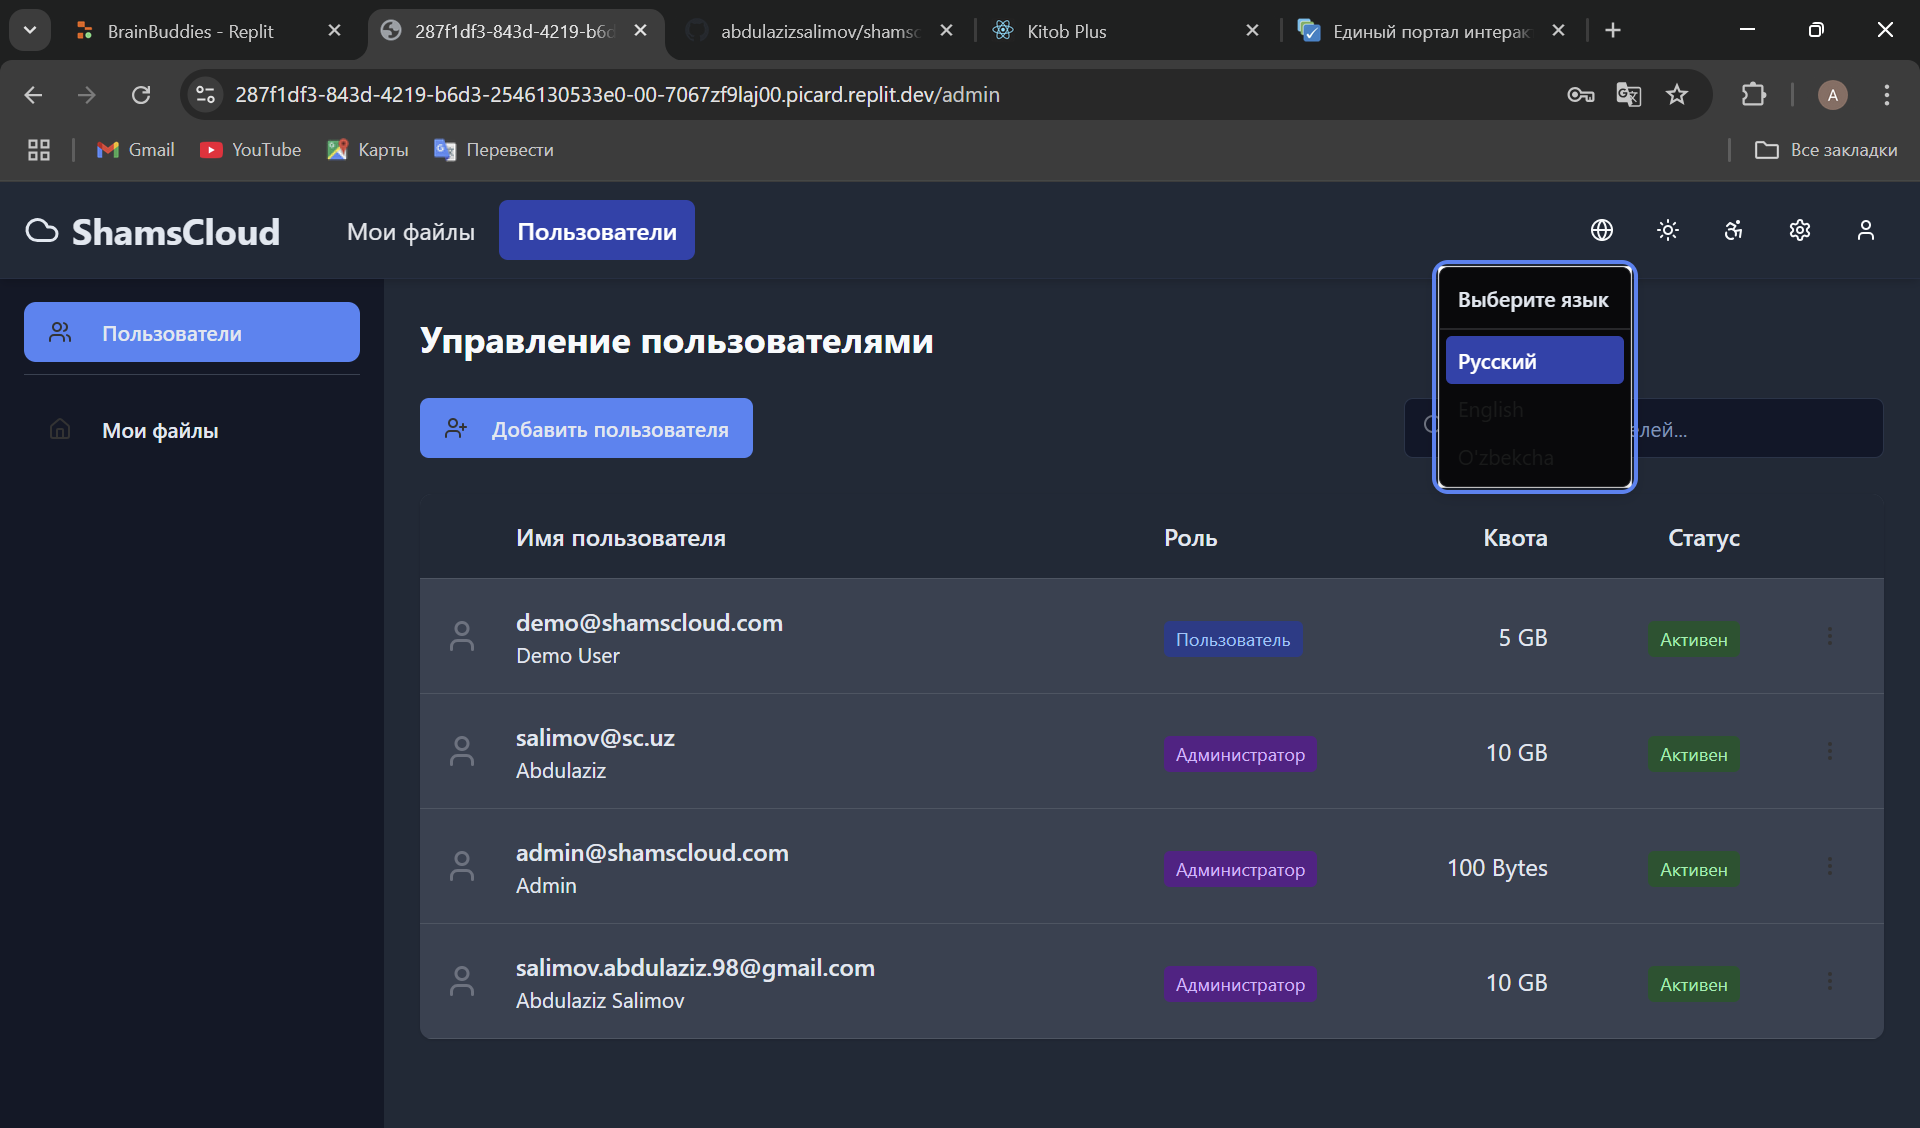 BrainBuddies - Replit
287f1df3-843d-4219-b6d
abdulazizsalimov/shamsc
Kitob Plus
Единый портал интерак
287f1df3-843d-4219-b6d3-2546130533e0-00-7067zf9laj00.picard.replit.dev/admin
A
Gmail
YouTube
Карты
Перевести
Все закладки
ShamsCloud
Мои файлы
Пользователи
Пользователи
Мои файлы
Управление пользователями
Добавить пользователя
Выберите язык
Русский
English
O'zbekcha
елей...
Имя пользователя Роль Квота Статус
demo@shamscloud.com
Demo User
Пользователь 5 GB Активен
salimov@sc.uz
Abdulaziz
Администратор 10 GB Активен
admin@shamscloud.com
Admin
Администратор 100 Bytes Активен
salimov.abdulaziz.98@gmail.com
Abdulaziz Salimov
Администратор 10 GB Активен